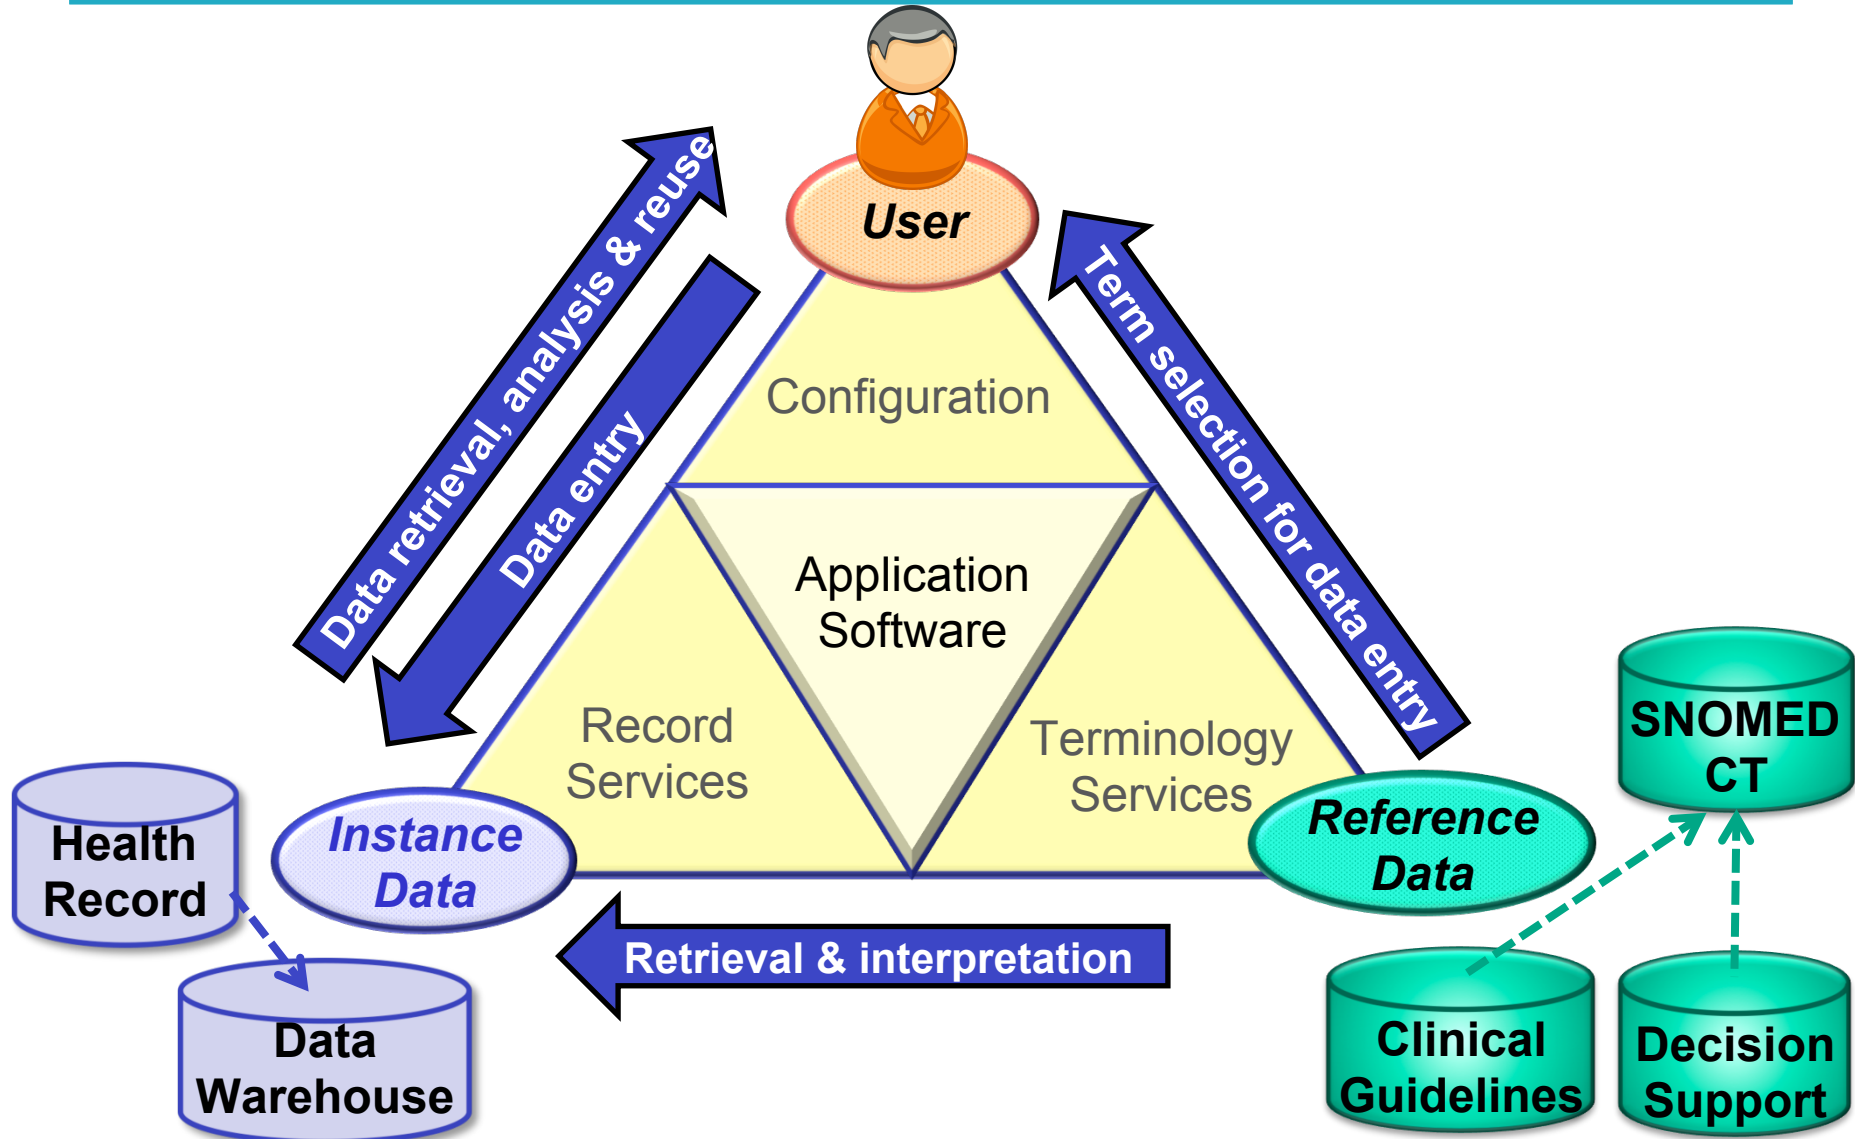 User
Data retrieval, analysis & reuse
Data entry
Term selection for data entry
Configuration
Application
Software
Record
Services
Terminology
Services
SNOMED
CT
Health
Record
Instance
Data
Reference
Data
Retrieval & interpretation
Data
Warehouse
Clinical
Guidelines
Decision
Support